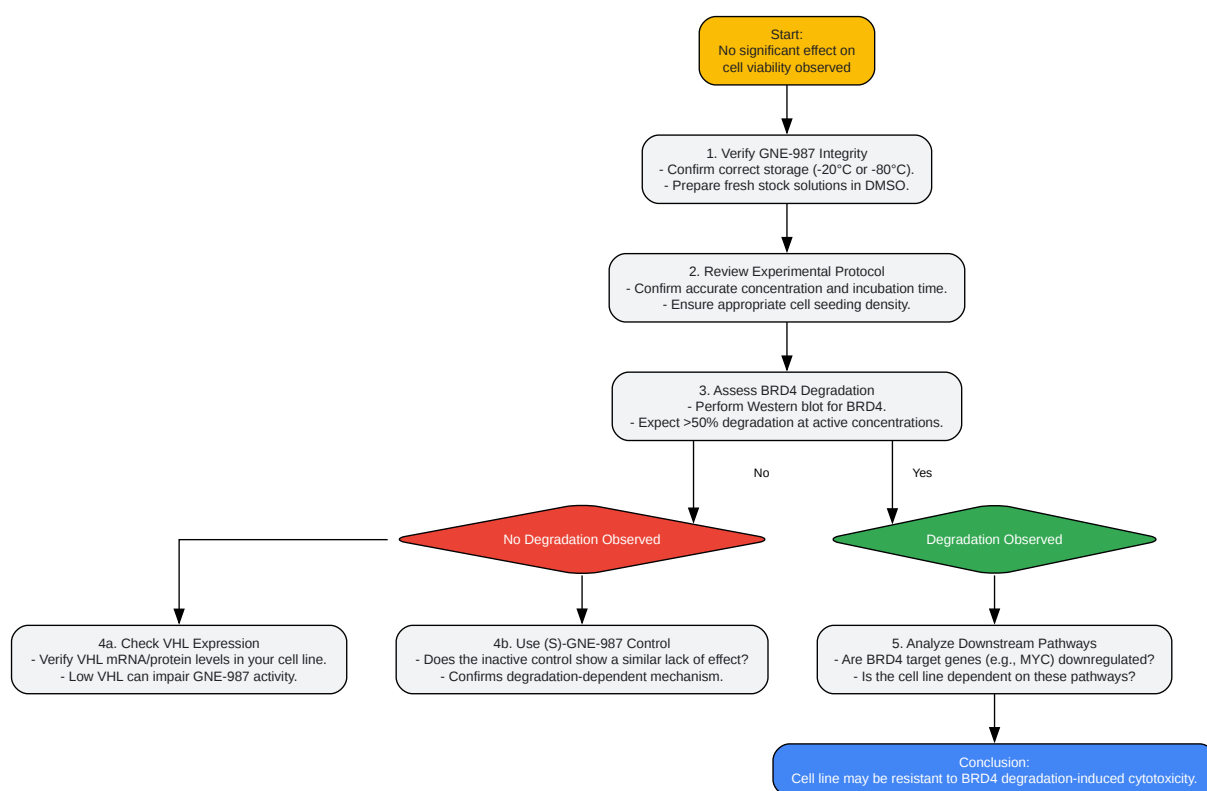 Start:
No significant effect on
cell viability observed
1. Verify GNE-987 Integrity
- Confirm correct storage (-20°C or -80°C).
- Prepare fresh stock solutions in DMSO.
2. Review Experimental Protocol
- Confirm accurate concentration and incubation time.
- Ensure appropriate cell seeding density.
3. Assess BRD4 Degradation
- Perform Western blot for BRD4.
- Expect >50% degradation at active concentrations.
No
Yes
No Degradation Observed
Degradation Observed
4a. Check VHL Expression
- Verify VHL mRNA/protein levels in your cell line.
- Low VHL can impair GNE-987 activity.
4b. Use (S)-GNE-987 Control
- Does the inactive control show a similar lack of effect?
- Confirms degradation-dependent mechanism.
5. Analyze Downstream Pathways
- Are BRD4 target genes (e.g., MYC) downregulated?
- Is the cell line dependent on these pathways?
Conclusion:
Cell line may be resistant to BRD4 degradation-induced cytotoxicity.